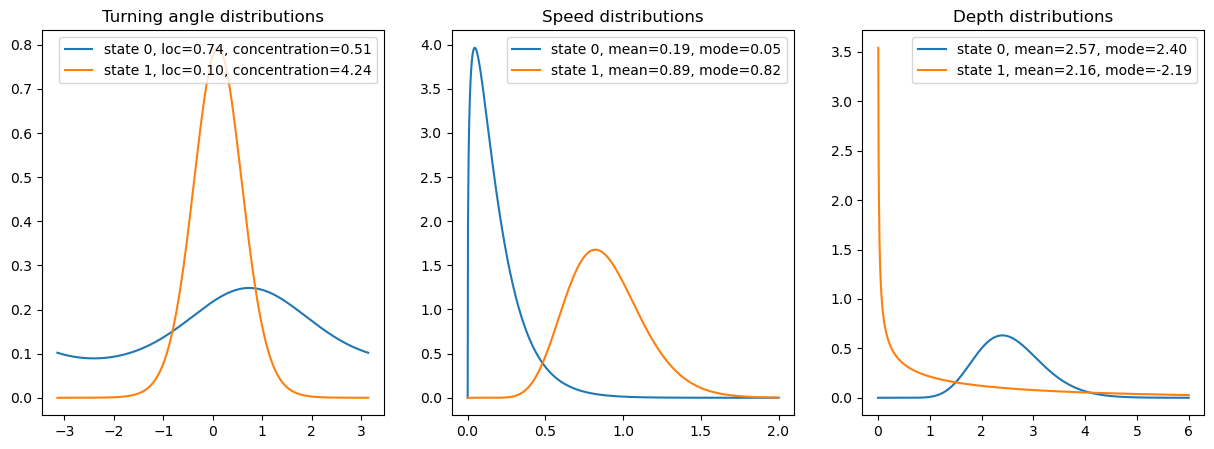 Turning angle distributions
state 0, loc=0.74, concentration=0.51
state 1, loc=0.10, concentration=4.24
0.8
0.7
0.6
0.5
0.4
0.3
0.2
0.1
0.0
−3 −2 −1 0 1 2 3
Speed distributions
state 0, mean=0.19, mode=0.05
state 1, mean=0.89, mode=0.82
4.0
3.5
3.0
2.5
2.0
1.5
1.0
0.5
0.0
0.0 0.5 1.0 1.5 2.0
Depth distributions
state 0, mean=2.57, mode=2.40
state 1, mean=2.16, mode=-2.19
3.5
3.0
2.5
2.0
1.5
1.0
0.5
0.0
0 1 2 3 4 5 6